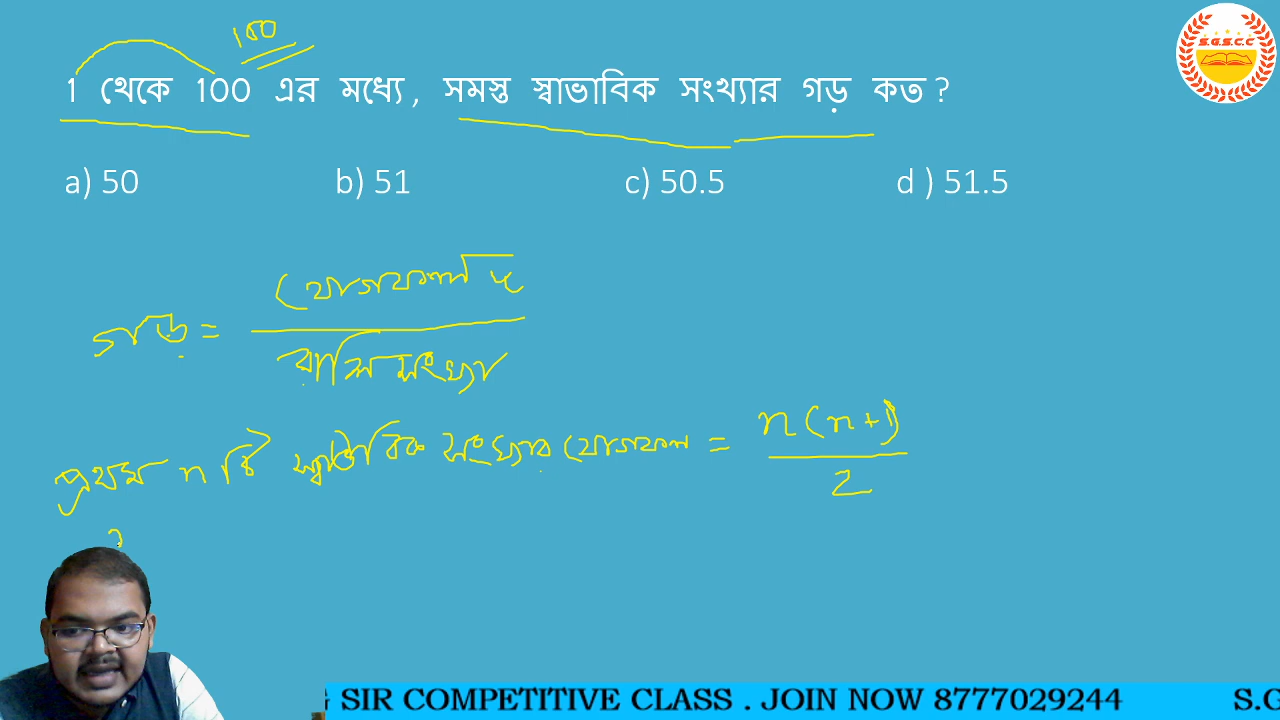 100
1 থেকে 100 এর মধ্যে, সমস্ত স্বাভাবিক সংখ্যার গড় কত ?
a) 50 b) 51 c) 50.5 d ) 51.5
S.G.S.C.C
গড় = যোগফল
রাশি সংখ্যা
প্রথম n টি স্বাভাবিক সংখ্যার যোগফল = n(n+1)
2
G SIR COMPETITIVE CLASS . JOIN NOW 8777029244 S.G